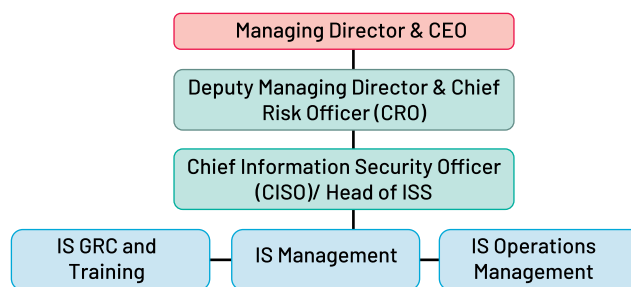 Managing Director & CEO
Deputy Managing Director & Chief
Risk Officer (CRO)
Chief Information Security Officer
(CISO)/ Head of ISS
IS GRC and
Training
IS Management
IS Operations
Management